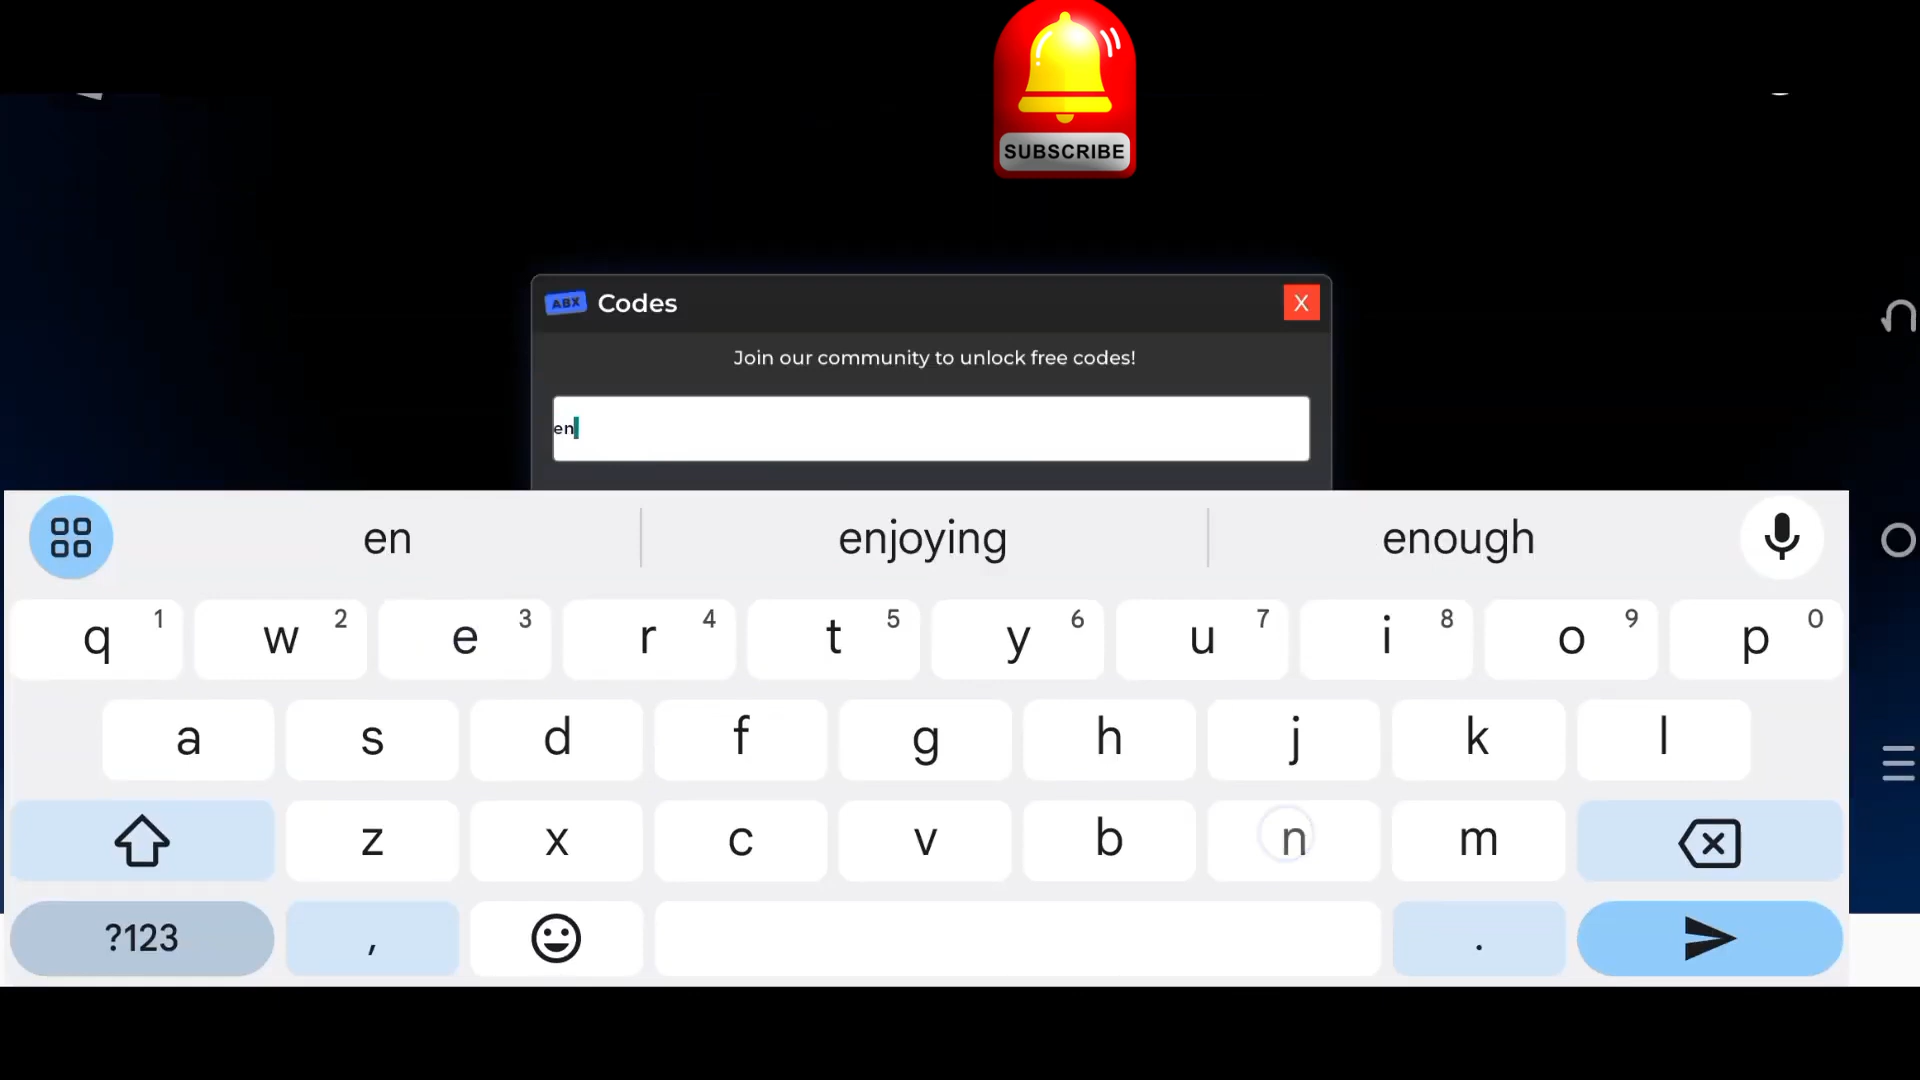 SUBSCRIBE
ABX Codes X
Join our community to unlock free codes!
en
en enjoying enough
q 1 w 2 e 3 r 4 t 5 y 6 u 7 i 8 o 9 p 0
a s d f g h j k l
z x c v b n m
?123 , .